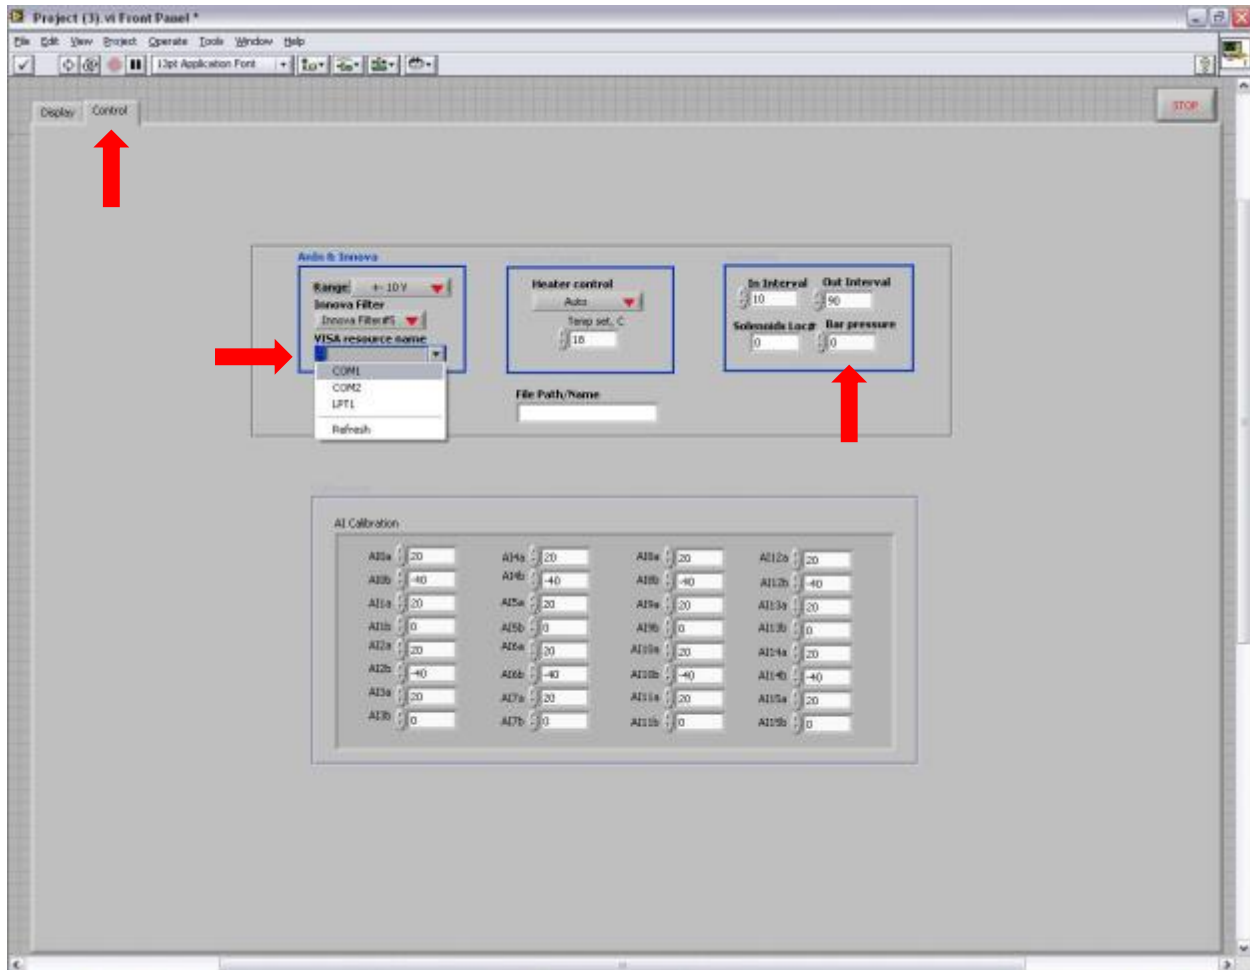 Project (3).vi Front Panel *
File Edit View Project Operate Tools Window Help
13pt Application Font
Display Control
STOP
Range +- 10 V
Innova Filter
Innova Filter#5
VISA resource name
COM1
COM2
LPT1
Refresh
Heater control
Auto
Temp set, C
18
File Path/Name
In Interval Out Interval
10 90
Solenoids Loc# Bar pressure
0 0
AI Calibration
AI0a 20 AI4a 20 AI8a 20 AI12a 20
AI0b -40 AI4b -40 AI8b -40 AI12b -40
AI1a 20 AI5a 20 AI9a 20 AI13a 20
AI1b 0 AI5b 0 AI9b 0 AI13b 0
AI2a 20 AI6a 20 AI10a 20 AI14a 20
AI2b -40 AI6b -40 AI10b -40 AI14b -40
AI3a 20 AI7a 20 AI11a 20 AI15a 20
AI3b 0 AI7b 0 AI11b 0 AI15b 0